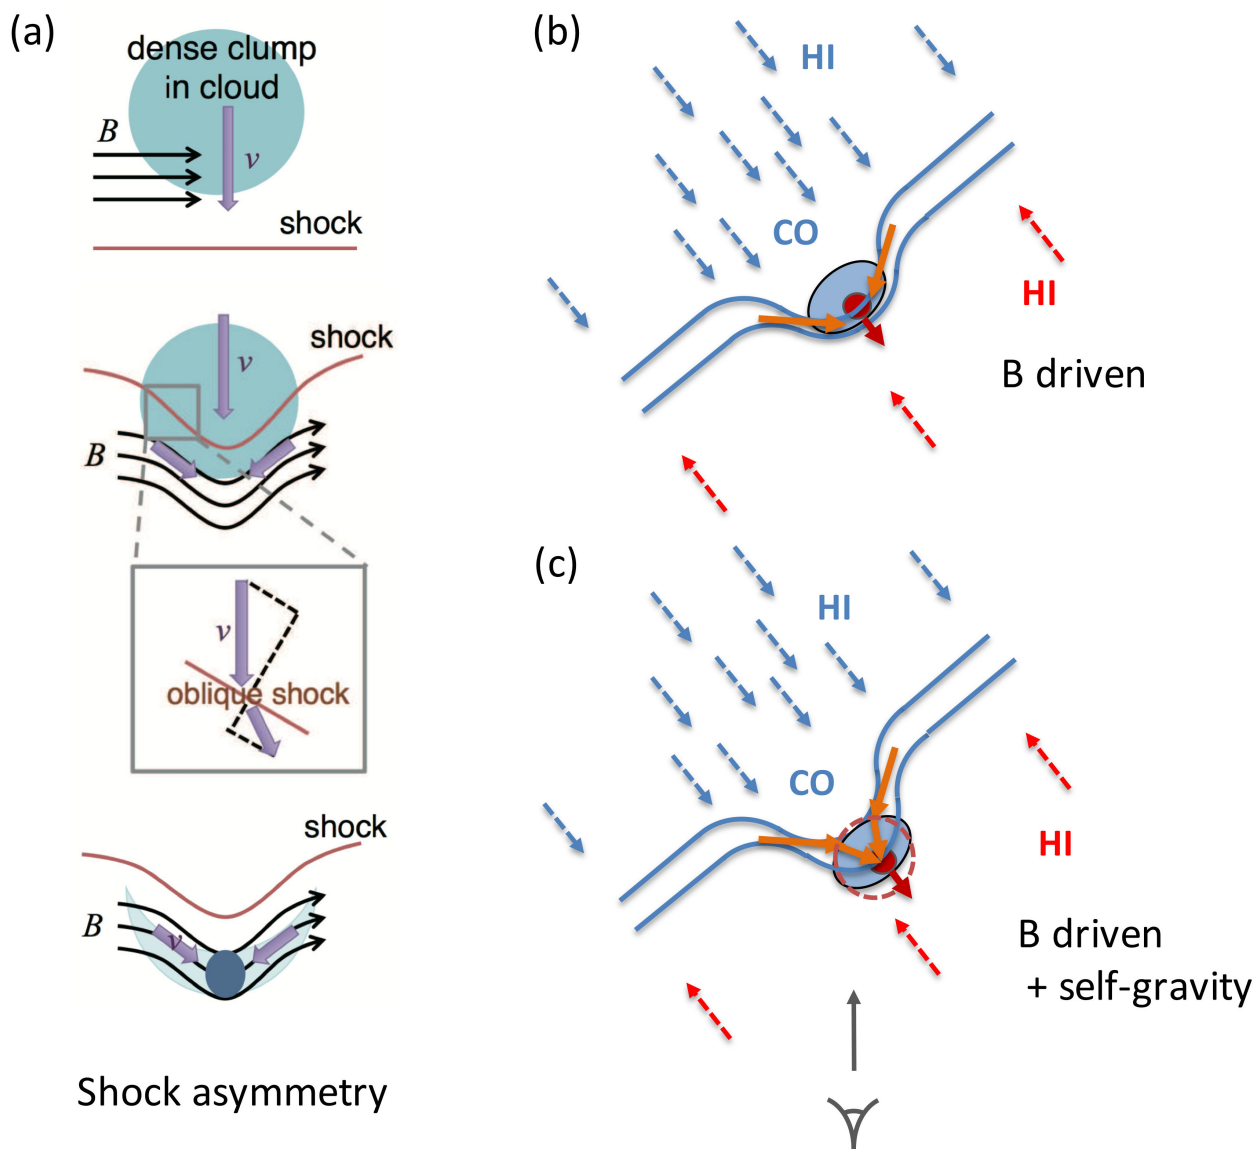 (a)
dense clump
in cloud
B
v
shock
shock
v
B
v
oblique shock
shock
B
v
Shock asymmetry
(b)
HI
CO
HI
B driven
(c)
HI
CO
HI
B driven
+ self-gravity